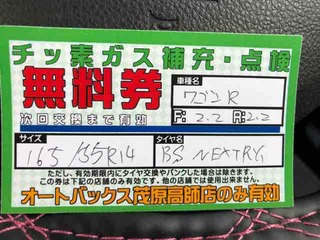 チッ素ガス補充・点検
無料券
次回交換まで有効
車種名
ワゴンR
F: 2.2 R: 2.2
サイズ
165/55R14
タイヤ名
BS NEXTRY
ただし、有効期限内にタイヤ交換やパンクした場合は除きます。
この券は下記の店舗のみ有効です。他の店舗では使用出来ません。
オートバックス茂原高師店のみ有効